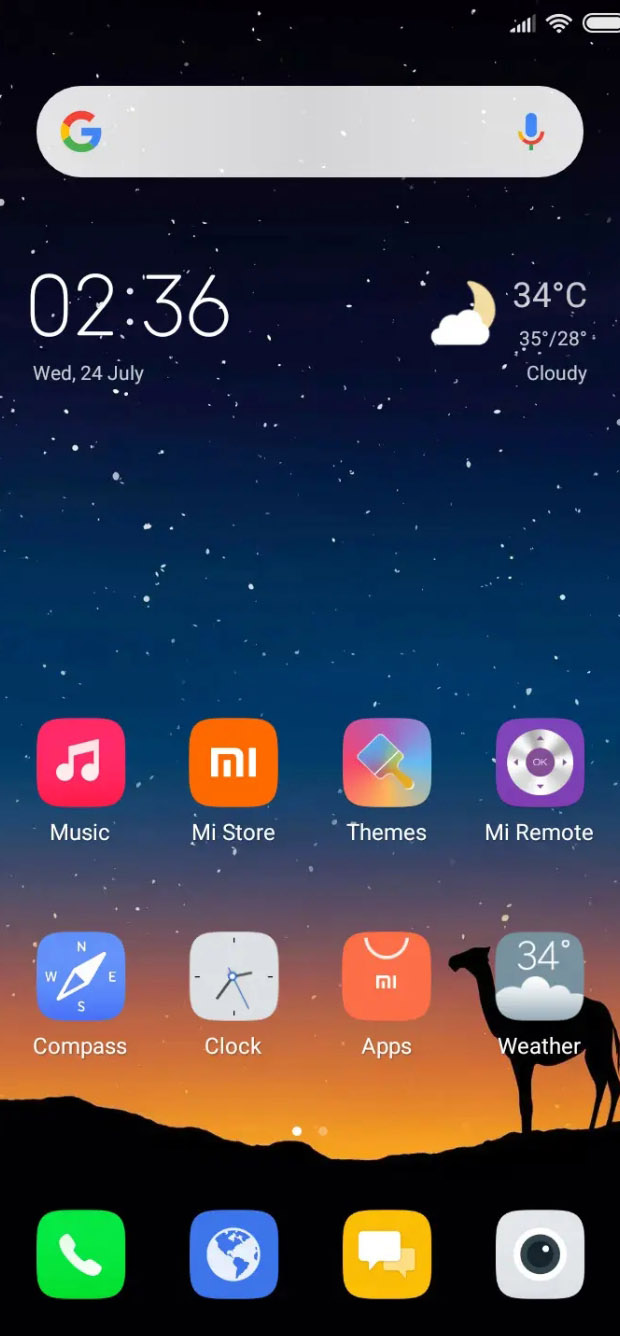 02:36
34°C
35°/28°
Wed, 24 July
Cloudy
mi
OK
Music
Mi Store
Themes
Mi Remote
N
W
E
S
mi
34°
Compass
Clock
Apps
Weather